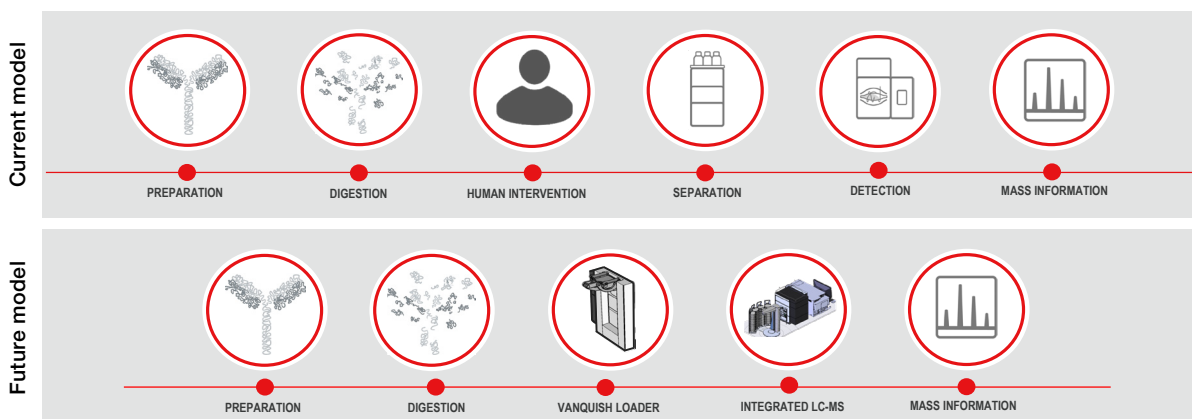 Current model
PREPARATION
DIGESTION
HUMAN INTERVENTION
SEPARATION
DETECTION
MASS INFORMATION
Future model
PREPARATION
DIGESTION
VANQUISH LOADER
INTEGRATED LC-MS
MASS INFORMATION